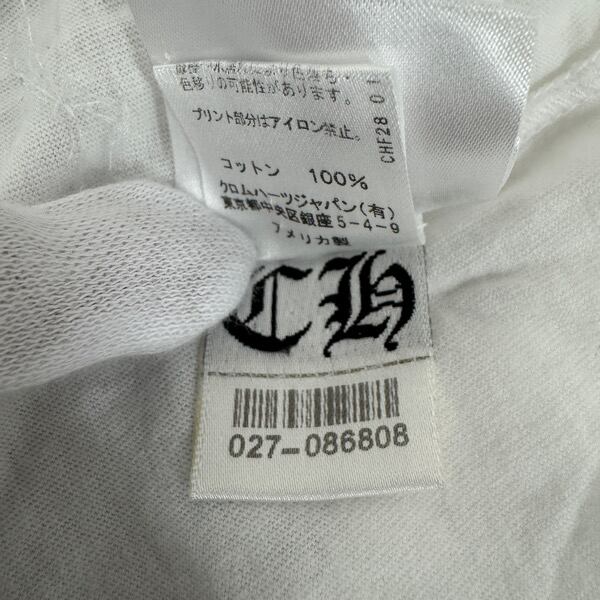 色移りの可能性があります。
プリント部分はアイロン禁止。
CHF28 01
コットン 100%
クロムハーツジャパン(有)
東京都中央区銀座5-4-9
アメリカ製
CH
027-086808